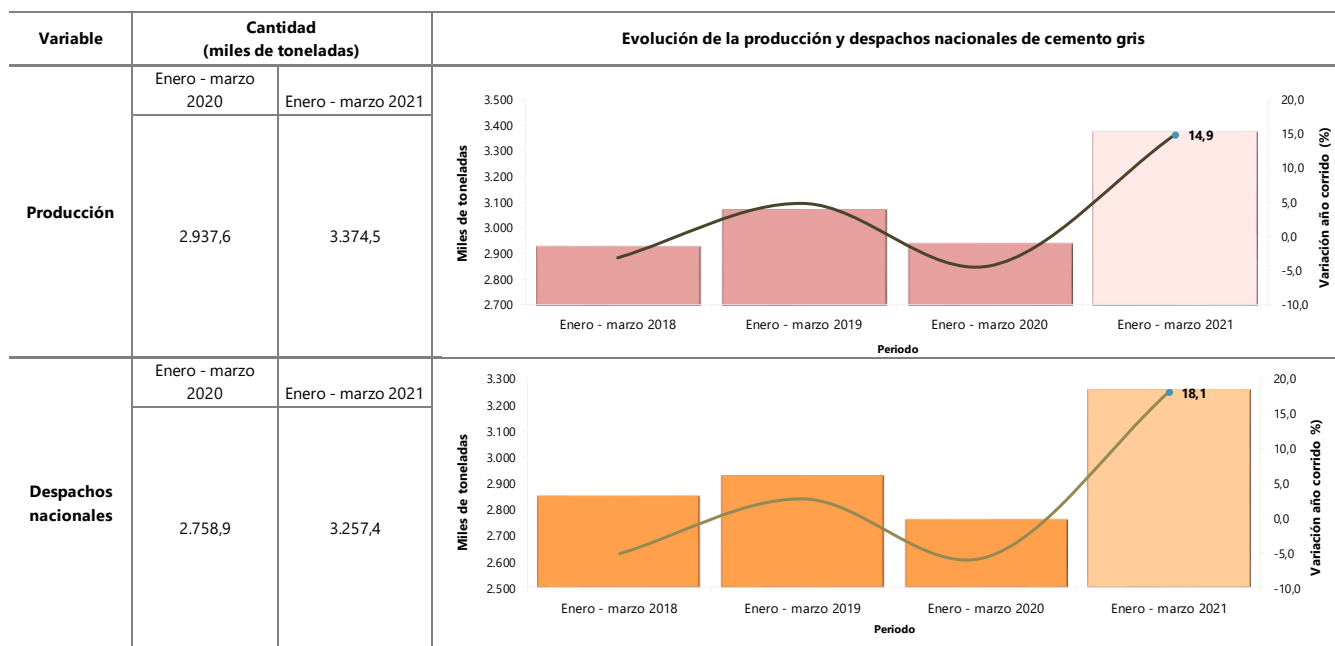 Variable
Cantidad
(miles de toneladas)
Evolución de la producción y despachos nacionales de cemento gris
Producción
Enero - marzo
2020
Enero - marzo 2021
2.937,6
3.374,5
Miles de toneladas
3.500
3.400
3.300
3.200
3.100
3.000
2.900
2.800
2.700
14,9
20,0
15,0
10,0
5,0
0,0
-5,0
-10,0
Variación año corrido (%)
Enero - marzo 2018
Enero - marzo 2019
Enero - marzo 2020
Enero - marzo 2021
Periodo
Despachos
nacionales
Enero - marzo
2020
Enero - marzo 2021
2.758,9
3.257,4
Miles de toneladas
3.300
3.200
3.100
3.000
2.900
2.800
2.700
2.600
2.500
18,1
20,0
15,0
10,0
5,0
0,0
-5,0
-10,0
Variación año corrido %)
Enero - marzo 2018
Enero - marzo 2019
Enero - marzo 2020
Enero - marzo 2021
Periodo